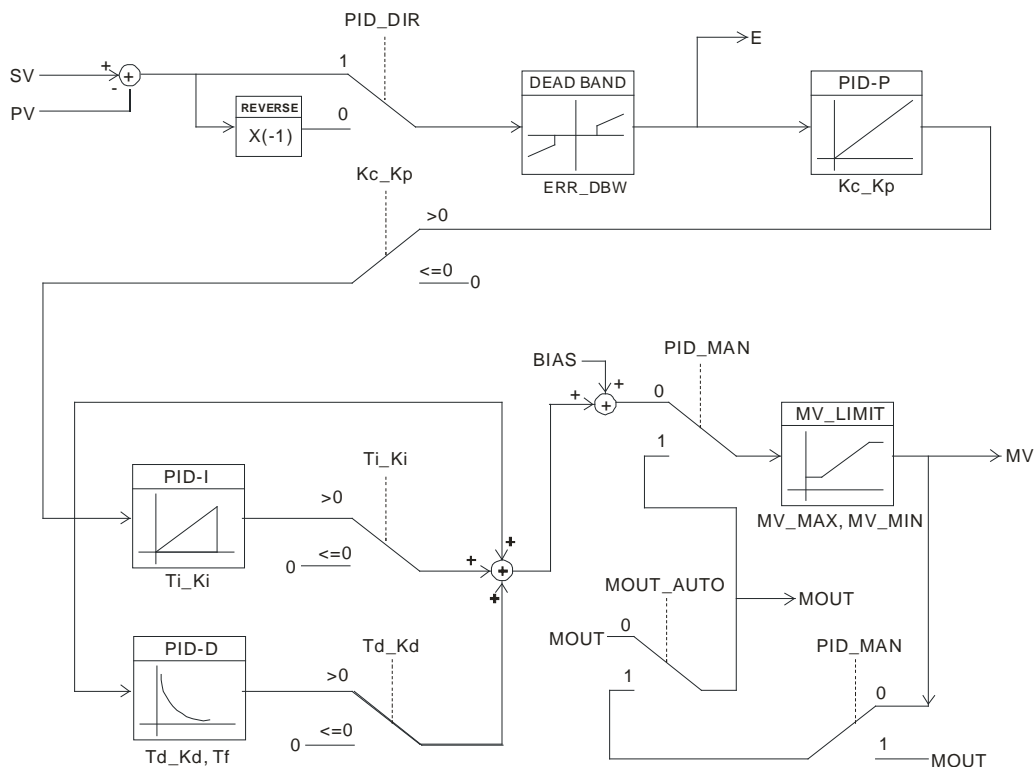 PID_DIR
SV
+
+
-
PV
1
REVERSE
X(-1)
0
DEAD BAND
ERR_DBW
E
PID-P
Kc_Kp
Kc_Kp
>0
<=0
0
BIAS
+
+
+
PID_MAN
0
1
MV_LIMIT
MV_MAX, MV_MIN
MV
PID-I
Ti_Ki
Ti_Ki
>0
0
<=0
+
+
+
+
PID-D
Td_Kd, Tf
Td_Kd
>0
0
<=0
MOUT_AUTO
MOUT
0
1
MOUT
PID_MAN
0
1
MOUT